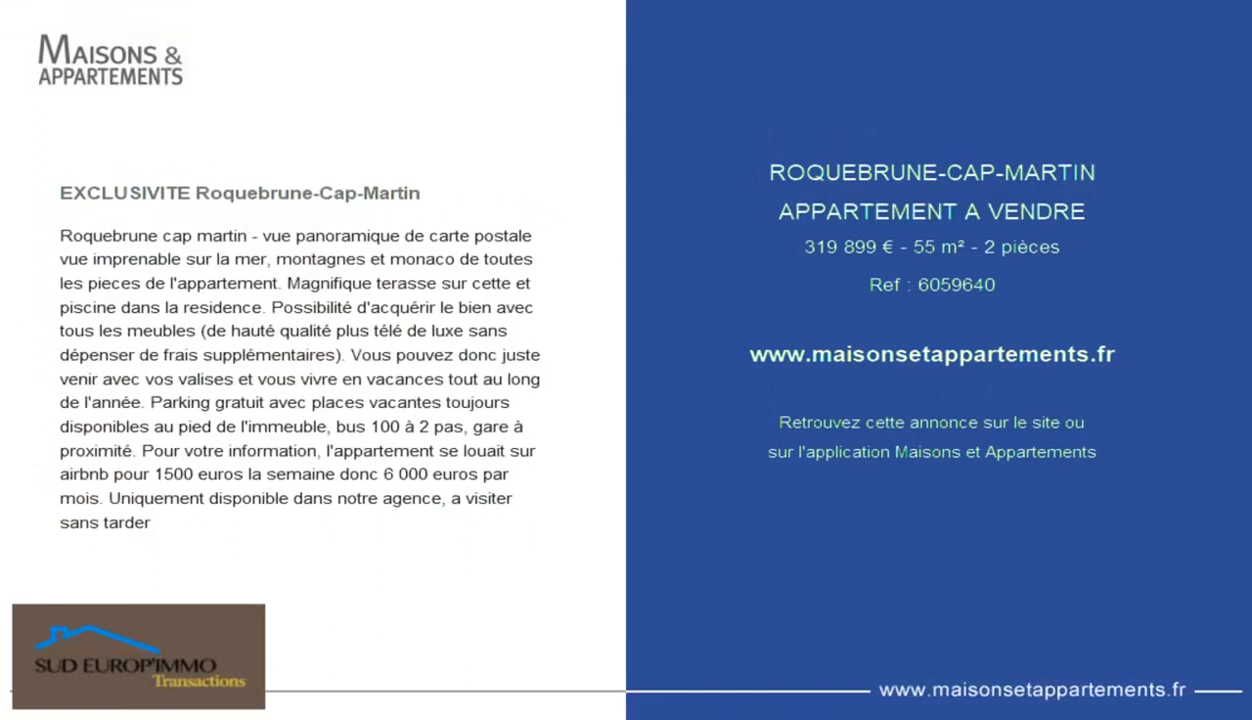 MAISONS &
APPARTEMENTS
EXCLUSIVITE Roquebrune-Cap-Martin
Roquebrune cap martin - vue panoramique de carte postale
vue imprenable sur la mer, montagnes et monaco de toutes
les pieces de l'appartement. Magnifique terasse sur cette et
piscine dans la residence. Possibilité d'acquérir le bien avec
tous les meubles (de hauté qualité plus télé de luxe sans
dépenser de frais supplémentaires). Vous pouvez donc juste
venir avec vos valises et vous vivre en vacances tout au long
de l'année. Parking gratuit avec places vacantes toujours
disponibles au pied de l'immeuble, bus 100 à 2 pas, gare à
proximité. Pour votre information, l'appartement se louait sur
airbnb pour 1500 euros la semaine donc 6 000 euros par
mois. Uniquement disponible dans notre agence, a visiter
sans tarder
SUD EUROP'IMMO
Transactions
ROQUEBRUNE-CAP-MARTIN
APPARTEMENT A VENDRE
319 899 € - 55 m² - 2 pièces
Ref : 6059640
www.maisonsetappartements.fr
Retrouvez cette annonce sur le site ou
sur l'application Maisons et Appartements
www.maisonsetappartements.fr